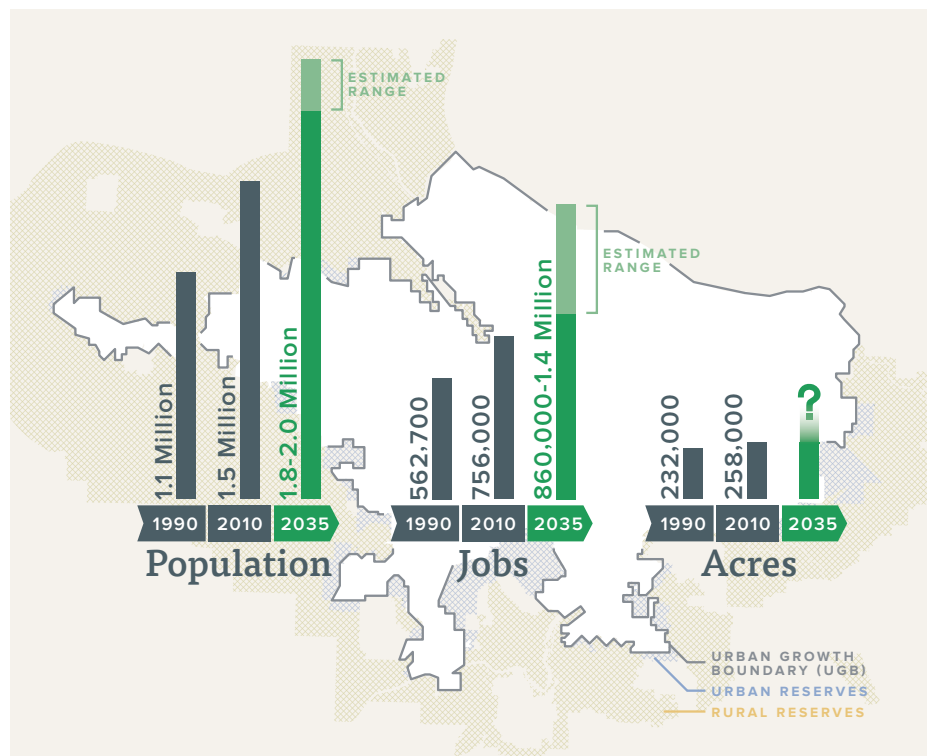 ESTIMATED
RANGE
ESTIMATED
RANGE
1.1 Million
1.5 Million
1.8-2.0 Million
562,700
756,000
860,000-1.4 Million
232,000
258,000
?
1990 2010 2035
1990 2010 2035
1990 2010 2035
Population
Jobs
Acres
URBAN GROWTH
BOUNDARY (UGB)
URBAN RESERVES
RURAL RESERVES